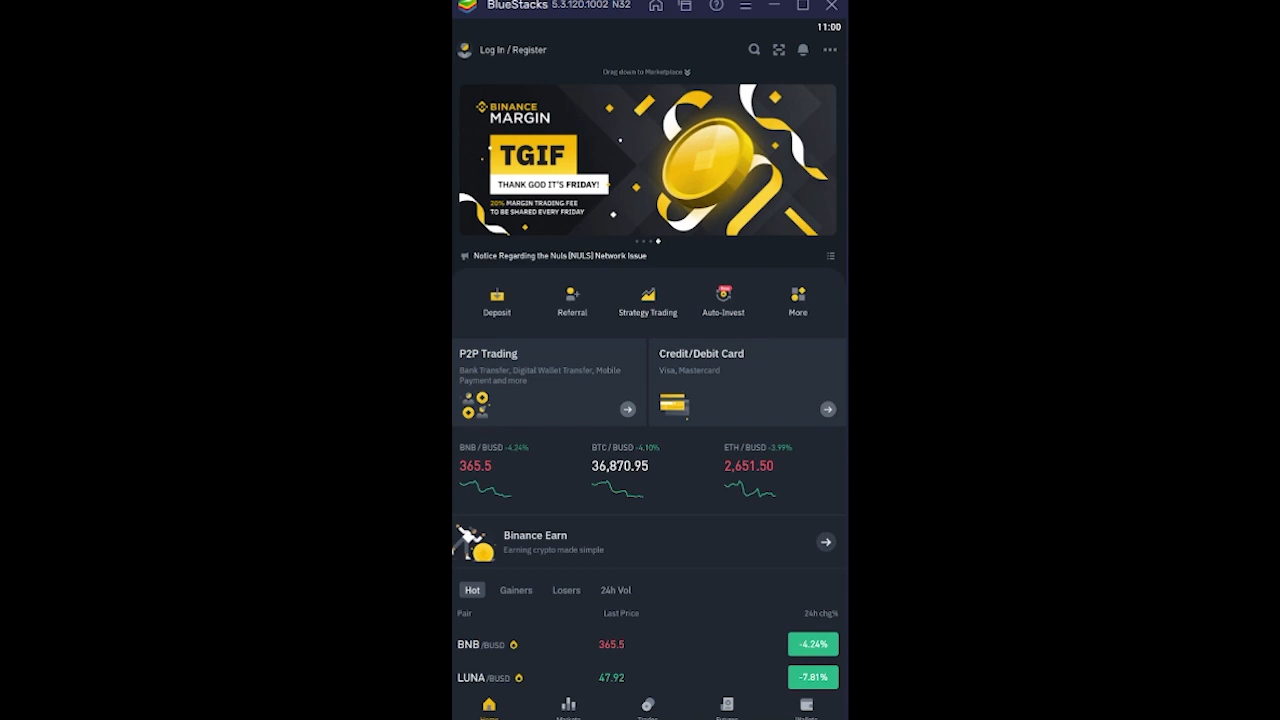 BlueStacks 5.3.120.1002 N32
11:00
Log In / Register
Drag down to Marketplace
BINANCE
MARGIN
TGIF
THANK GOD IT'S FRIDAY!
20% MARGIN TRADING FEE
TO BE SHARED EVERY FRIDAY
Notice Regarding the Nuls (NULS) Network Issue
Deposit
Referral
Strategy Trading
Auto-Invest
More
P2P Trading
Bank Transfer, Digital Wallet Transfer, Mobile
Payment and more
Credit/Debit Card
Visa, Mastercard
BNB / BUSD -4.24%
365.5
BTC / BUSD -4.10%
36,870.95
ETH / BUSD -3.99%
2,651.50
Binance Earn
Earning crypto made simple
Hot Gainers Losers 24h Vol
Pair Last Price 24h chg%
BNB /BUSD 365.5 -4.24%
LUNA /BUSD 47.92 -7.81%